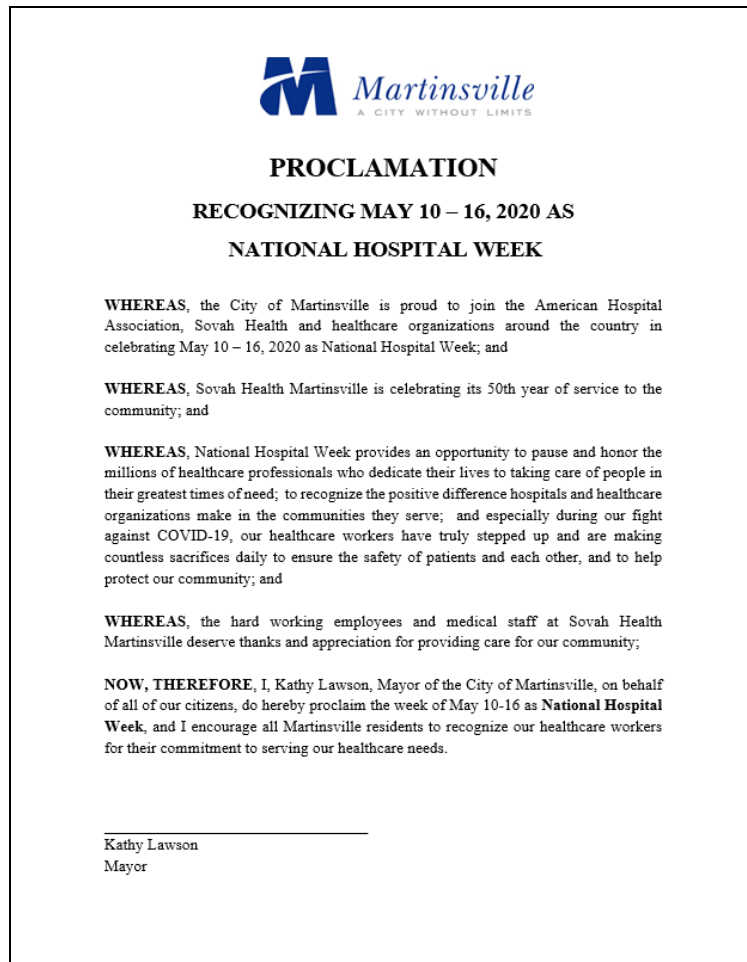 Martinsville
A CITY WITHOUT LIMITS
PROCLAMATION
RECOGNIZING MAY 10 – 16, 2020 AS
NATIONAL HOSPITAL WEEK
WHEREAS, the City of Martinsville is proud to join the American Hospital
Association, Sovah Health and healthcare organizations around the country in
celebrating May 10 – 16, 2020 as National Hospital Week; and
WHEREAS, Sovah Health Martinsville is celebrating its 50th year of service to the
community; and
WHEREAS, National Hospital Week provides an opportunity to pause and honor the
millions of healthcare professionals who dedicate their lives to taking care of people in
their greatest times of need; to recognize the positive difference hospitals and healthcare
organizations make in the communities they serve; and especially during our fight
against COVID-19, our healthcare workers have truly stepped up and are making
countless sacrifices daily to ensure the safety of patients and each other, and to help
protect our community; and
WHEREAS, the hard working employees and medical staff at Sovah Health
Martinsville deserve thanks and appreciation for providing care for our community;
NOW, THEREFORE, I, Kathy Lawson, Mayor of the City of Martinsville, on behalf
of all of our citizens, do hereby proclaim the week of May 10-16 as National Hospital
Week, and I encourage all Martinsville residents to recognize our healthcare workers
for their commitment to serving our healthcare needs.
Kathy Lawson
Mayor